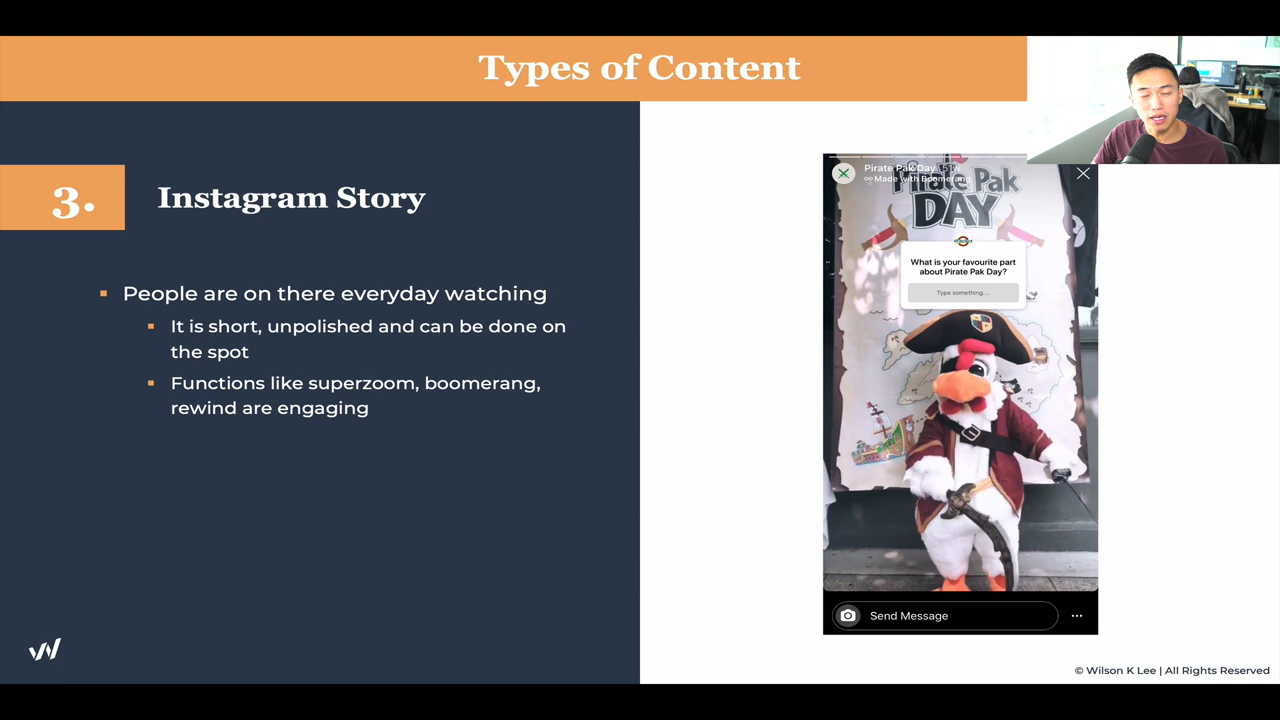 Types of Content
3.
Instagram Story
People are on there everyday watching
It is short, unpolished and can be done on
the spot
Functions like superzoom, boomerang,
rewind are engaging
Pirate Pak Day 51w
Made with Boomerang
Pirate Pak
DAY
What is your favourite part
about Pirate Pak Day?
Type something...
Send Message
© Wilson K Lee | All Rights Reserved